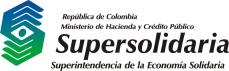 República de Colombia
Ministerio de Hacienda y Crédito Público
Supersolidaria
Superintendencia de la Economía Solidaria